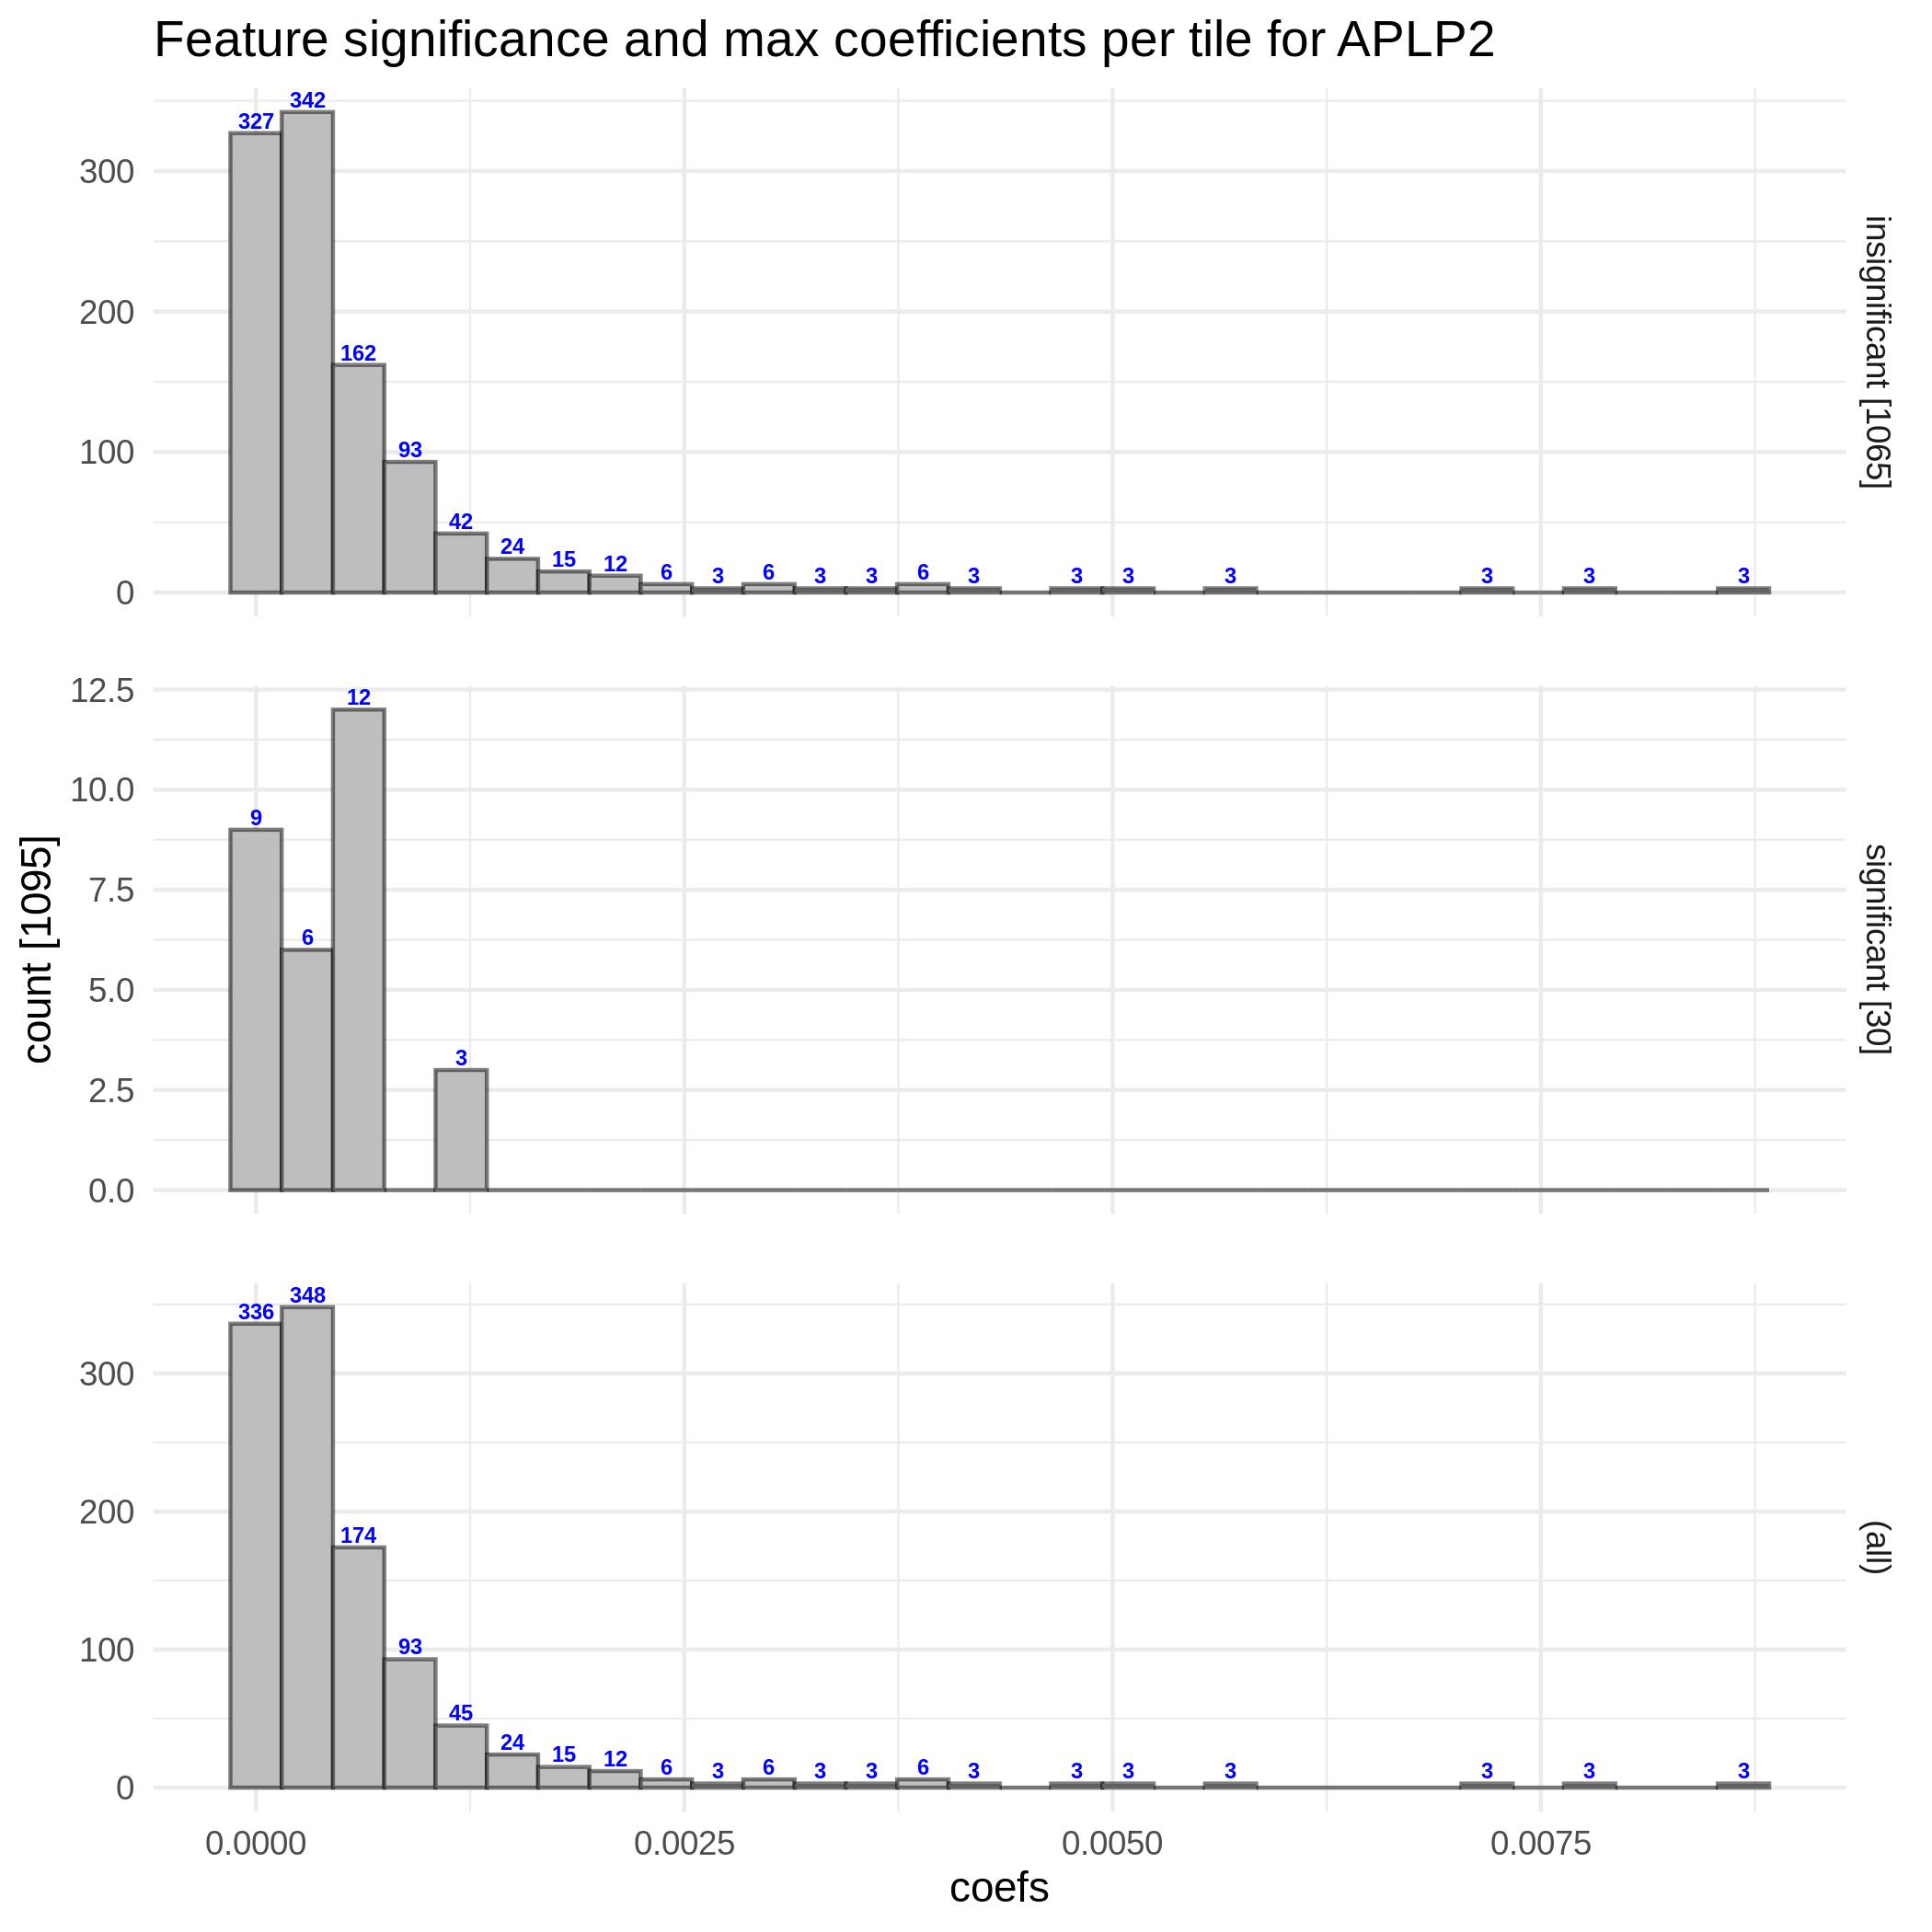 Feature significance and max coefficients per tile for APLP2
327 342 162 93 42 24 15 12 6 3 6 3 3 6 3 3 3 3 3 3 3
300
200
100
0
insignificant [1065]
9 6 12 3
12.5
10.0
7.5
5.0
2.5
0.0
significant [30]
count [1095]
336 348 174 93 45 24 15 12 6 3 6 3 3 6 3 3 3 3 3 3 3
300
200
100
0
(all)
0.0000 0.0025 0.0050 0.0075
coefs